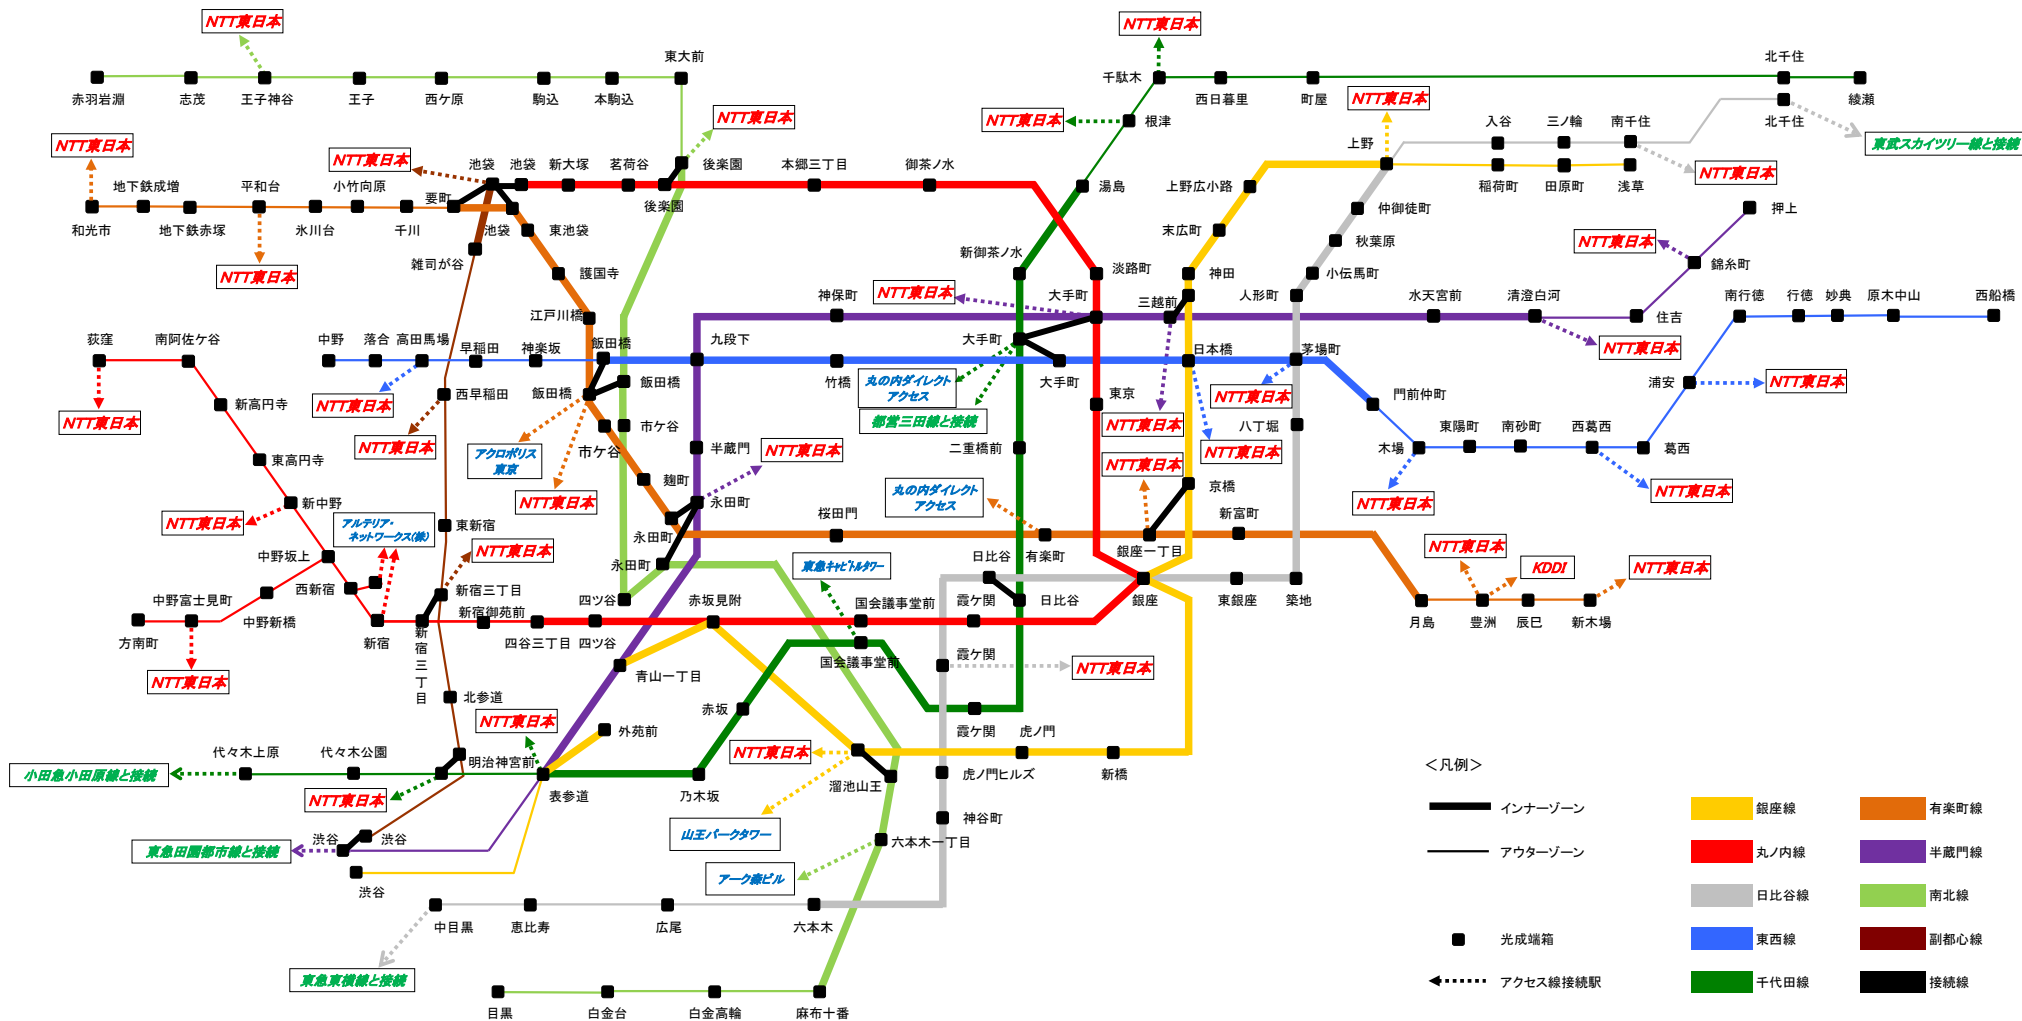 NTT東日本
NTT東日本
東大前
北千住
千駄木
赤羽岩淵
志茂
王子神谷
王子
西ケ原
駒込
本駒込
西日暮里
町屋
北千住
綾瀬
NTT東日本
NTT東日本
NTT東日本
NTT東日本
NTT東日本
根津
上野
入谷
三ノ輪
南千住
東武スカイツリー線と接続
池袋
池袋
新大塚
茗荷谷
後楽園
本郷三丁目
御茶ノ水
NTT東日本
地下鉄成増
平和台
小竹向原
要町
後楽園
湯島
上野広小路
稲荷町
田原町
浅草
和光市
地下鉄赤塚
氷川台
千川
池袋
東池袋
仲御徒町
押上
末広町
秋葉原
NTT東日本
NTT東日本
雑司が谷
護国寺
新御茶ノ水
淡路町
神田
小伝馬町
錦糸町
江戸川橋
神保町
NTT東日本
大手町
三越前
人形町
水天宮前
清澄白河
住吉
南行徳
行徳
妙典
原木中山
西船橋
荻窪
南阿佐ケ谷
中野
落合
高田馬場
早稲田
神楽坂
飯田橋
九段下
大手町
日本橋
茅場町
NTT東日本
竹橋
大手町
飯田橋
飯田橋
丸の内ダイレクト
アクセス
浦安
NTT東日本
NTT東日本
西早稲田
新高円寺
NTT東日本
NTT東日本
都営三田線と接続
東京
NTT東日本
NTT東日本
門前仲町
市ケ谷
市ケ谷
八丁堀
東陽町
南砂町
西葛西
葛西
木場
東高円寺
アクロポリス
東京
半蔵門
NTT東日本
二重橋前
NTT東日本
NTT東日本
麹町
京橋
NTT東日本
NTT東日本
新中野
NTT東日本
NTT東日本
永田町
丸の内ダイレクト
アクセス
アルテリア・
ネットワークス(株)
東新宿
永田町
桜田門
新富町
NTT東日本
有楽町
銀座一丁目
NTT東日本
中野坂上
西新宿
永田町
東急キャピトルタワー
日比谷
KDDI
NTT東日本
新宿三丁目
中野富士見町
中野新橋
新宿御苑前
四ツ谷
赤坂見附
国会議事堂前
霞ケ関
日比谷
銀座
東銀座
築地
月島
豊洲
辰巳
新木場
方南町
新宿
新宿三丁目
四谷三丁目
四ツ谷
NTT東日本
青山一丁目
国会議事堂前
霞ケ関
NTT東日本
北参道
赤坂
NTT東日本
外苑前
霞ケ関
虎ノ門
代々木上原
代々木公園
明治神宮前
NTT東日本
小田急小田原線と接続
新橋
虎ノ門ヒルズ
＜凡例＞
NTT東日本
表参道
乃木坂
溜池山王
神谷町
インナーゾーン
銀座線
有楽町線
山王パークタワー
渋谷
渋谷
東急田園都市線と接続
六本木一丁目
アウターゾーン
丸ノ内線
半蔵門線
渋谷
アーク森ビル
日比谷線
南北線
中目黒
恵比寿
広尾
六本木
光成端箱
東西線
副都心線
東急東横線と接続
アクセス線接続駅
千代田線
接続線
目黒
白金台
白金高輪
麻布十番